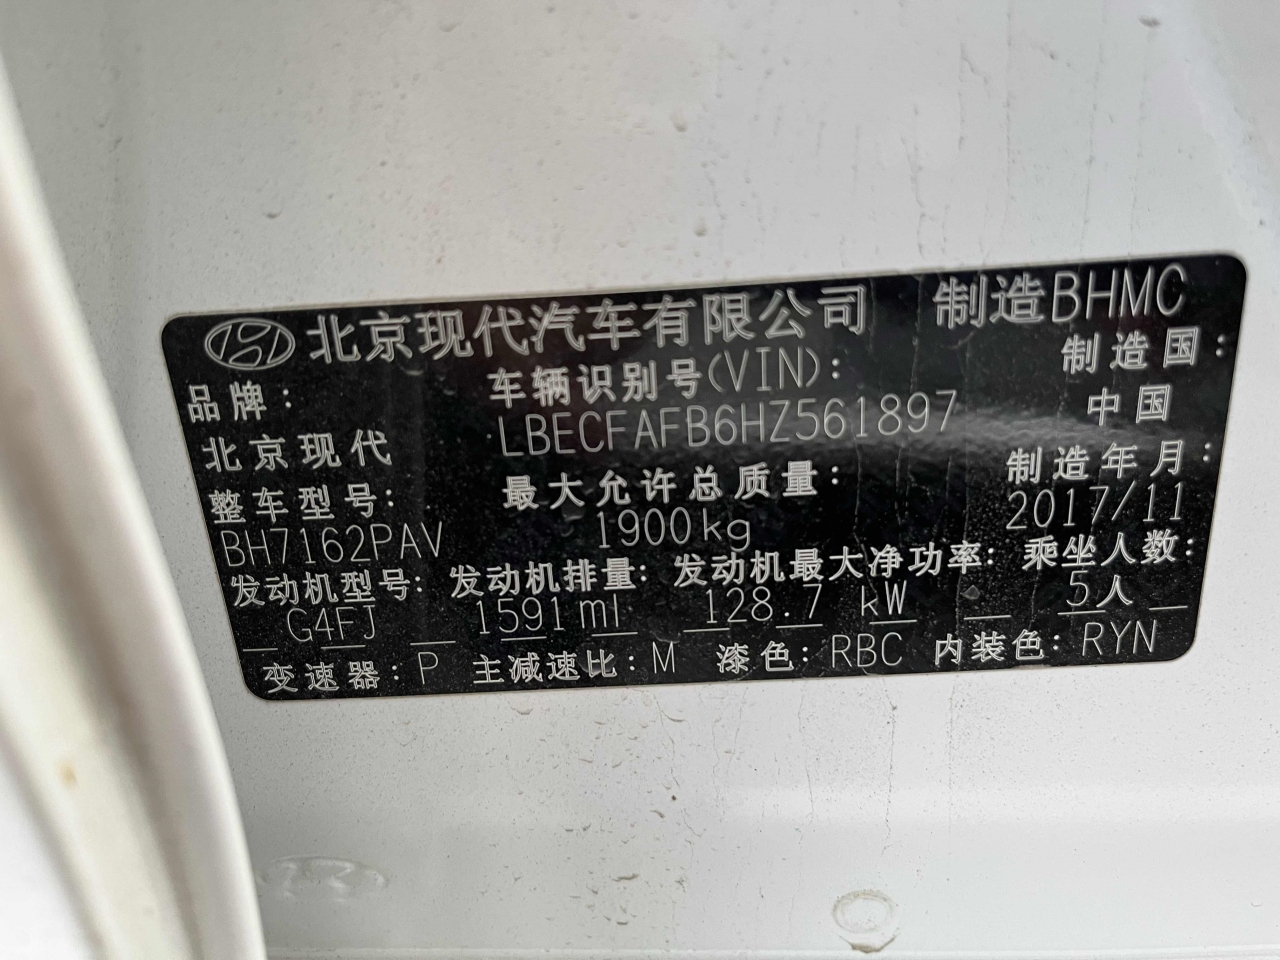 北京现代汽车有限公司 制造BHMC
品牌: 车辆识别号(VIN): 制造国:
北京现代 LBECFAFB6HZ561897 中国
整车型号: 最大允许总质量: 制造年月:
BH7162PAV 1900kg 2017/11
发动机型号: 发动机排量: 发动机最大净功率: 乘坐人数:
G4FJ 1591ml 128.7 kW 5人
变速器: P 主减速比: M 漆色: RBC 内装色: RYN